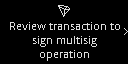 Review transaction to
sign multisig
operation